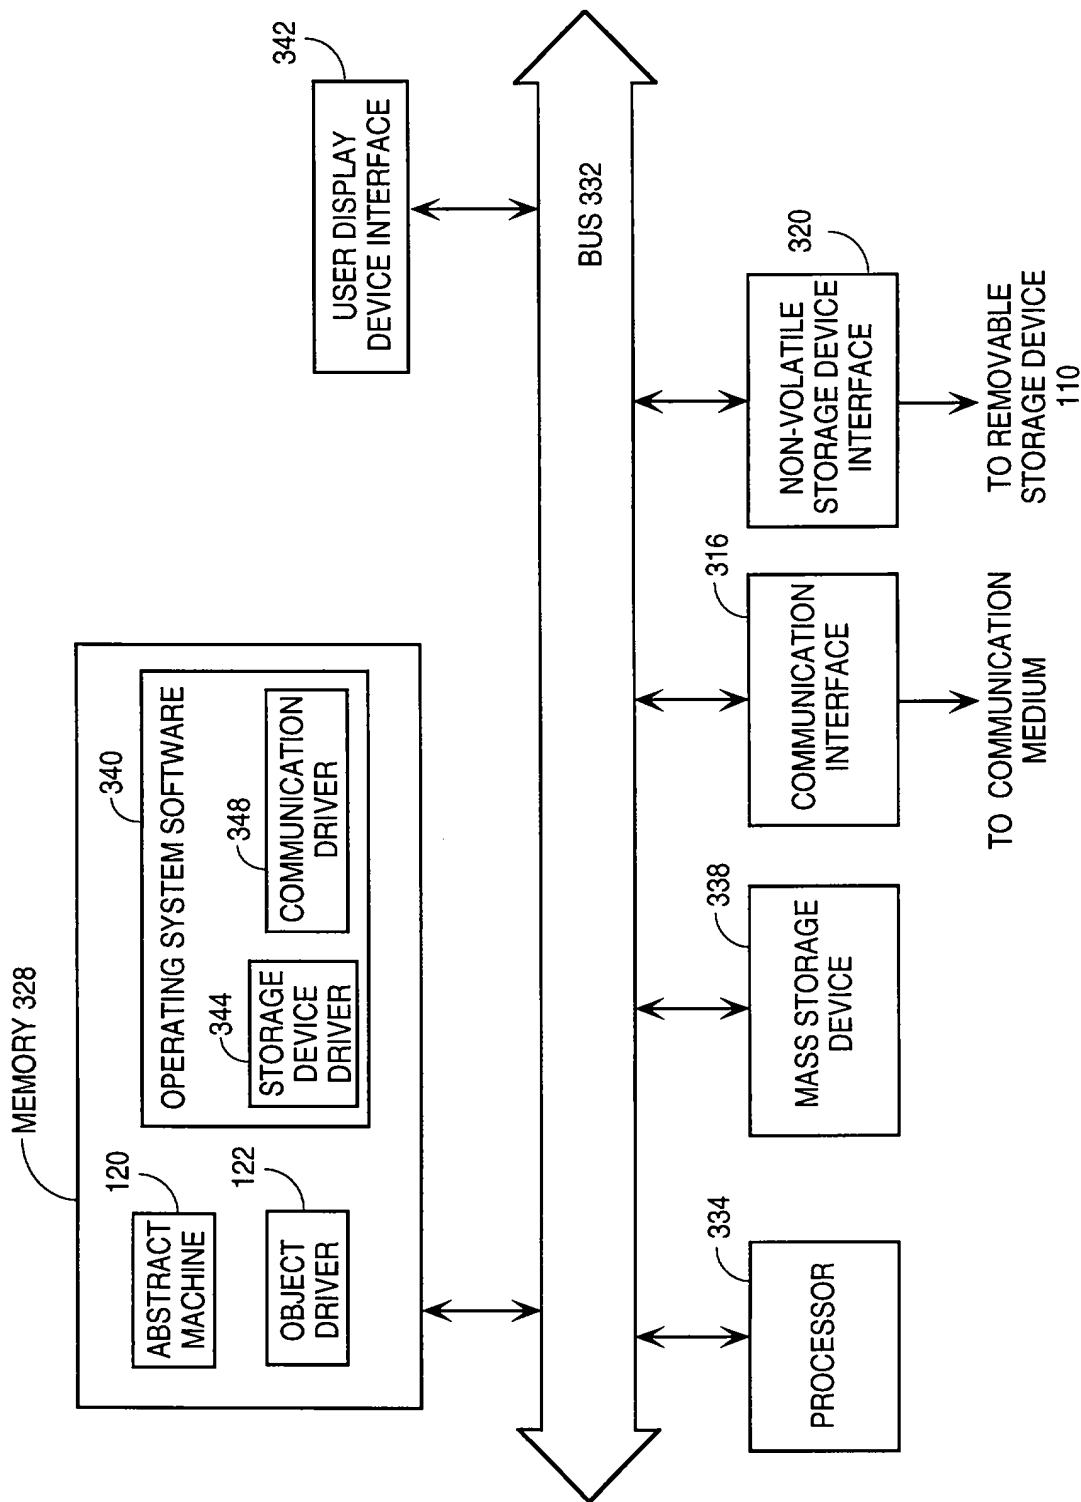 MEMORY 328
120
ABSTRACT
MACHINE
122
OBJECT
DRIVER
340
OPERATING SYSTEM SOFTWARE
344
STORAGE
DEVICE
DRIVER
348
COMMUNICATION
DRIVER
342
USER DISPLAY
DEVICE INTERFACE
BUS 332
334
PROCESSOR
338
MASS STORAGE
DEVICE
316
COMMUNICATION
INTERFACE
TO COMMUNICATION
MEDIUM
320
NON-VOLATILE
STORAGE DEVICE
INTERFACE
TO REMOVABLE
STORAGE DEVICE
110